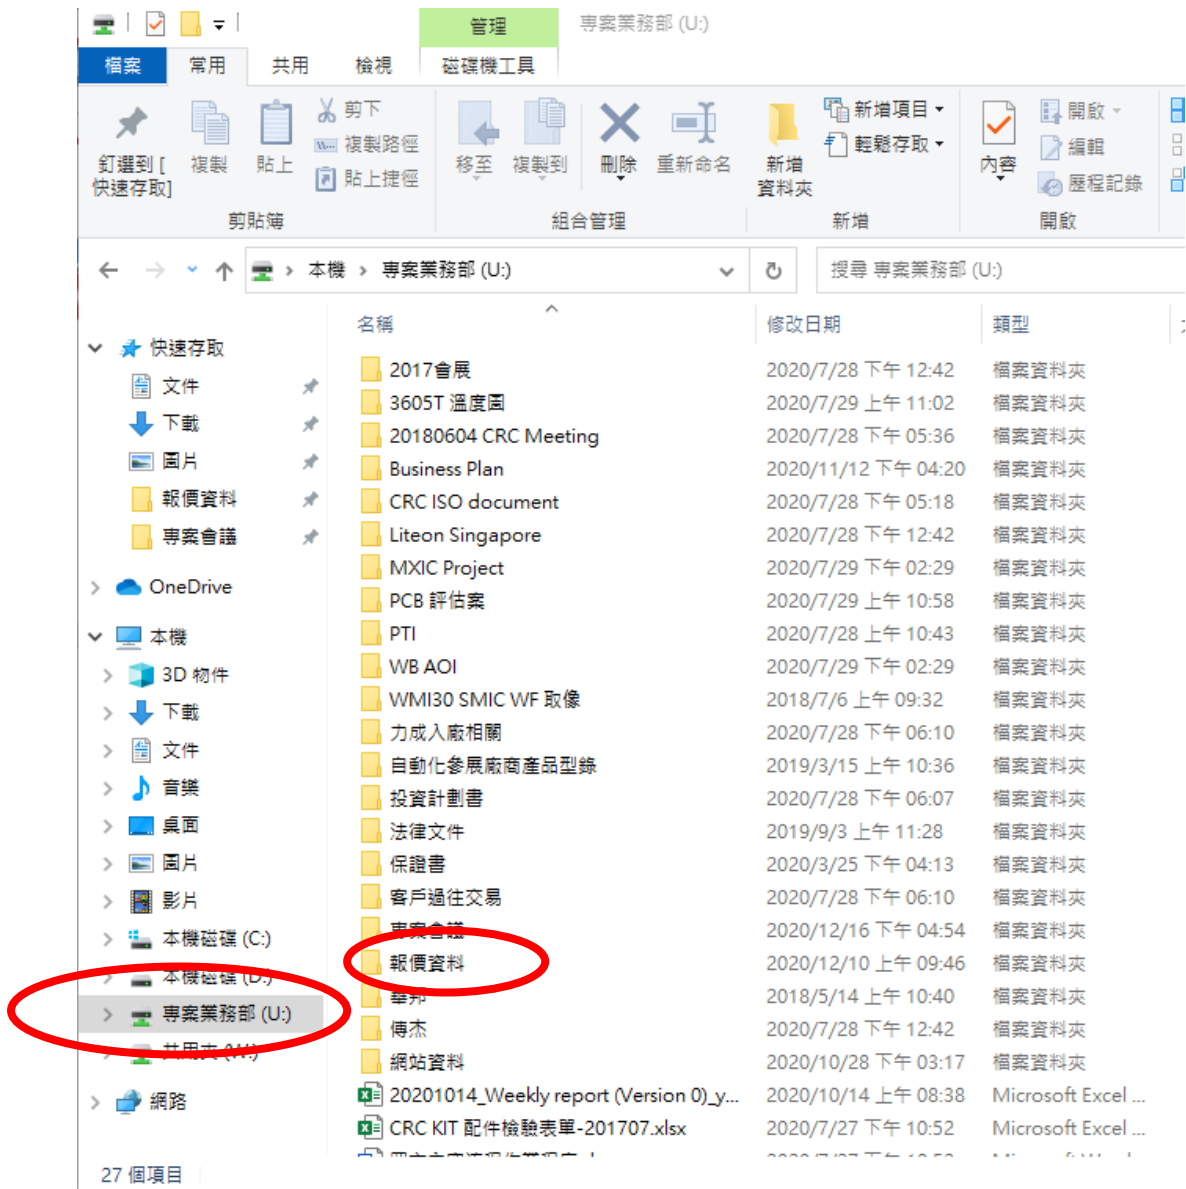 管理
專案業務部 (U:)
檔案 常用 共用 檢視 磁碟機工具
釘選到 [
快速存取]
複製
貼上
剪下
複製路徑
貼上捷徑
剪貼簿
移至
複製到
刪除
重新命名
組合管理
新增
資料夾
新增項目
輕鬆存取
新增
內容
開啟
編輯
歷程記錄
開啟
本機 專案業務部 (U:)
搜尋 專案業務部 (U:)
快速存取
文件
下載
圖片
報價資料
專案會議
OneDrive
本機
3D 物件
下載
文件
音樂
桌面
圖片
影片
本機磁碟 (C:)
本機磁碟 (D:)
專案業務部 (U:)
共用夾
網路
名稱 修改日期 類型
2017會展 2020/7/28 下午 12:42 檔案資料夾
3605T 溫度圖 2020/7/29 上午 11:02 檔案資料夾
20180604 CRC Meeting 2020/7/28 下午 05:36 檔案資料夾
Business Plan 2020/11/12 下午 04:20 檔案資料夾
CRC ISO document 2020/7/28 下午 05:18 檔案資料夾
Liteon Singapore 2020/7/28 下午 12:42 檔案資料夾
MXIC Project 2020/7/29 下午 02:29 檔案資料夾
PCB 評估案 2020/7/29 上午 10:58 檔案資料夾
PTI 2020/7/28 上午 10:43 檔案資料夾
WB AOI 2020/7/29 下午 02:29 檔案資料夾
WMI30 SMIC WF 取像 2018/7/6 上午 09:32 檔案資料夾
力成入廠相關 2020/7/28 下午 06:10 檔案資料夾
自動化參展廠商產品型錄 2019/3/15 上午 10:36 檔案資料夾
投資計劃書 2020/7/28 下午 06:07 檔案資料夾
法律文件 2019/9/3 上午 11:28 檔案資料夾
保證書 2020/3/25 下午 04:13 檔案資料夾
客戶過往交易 2020/7/28 下午 06:10 檔案資料夾
專案會議 2020/12/16 下午 04:54 檔案資料夾
報價資料 2020/12/10 上午 09:46 檔案資料夾
華邦 2018/5/14 上午 10:40 檔案資料夾
傳杰 2020/7/28 下午 12:42 檔案資料夾
網站資料 2020/10/28 下午 03:17 檔案資料夾
20201014_Weekly report (Version 0)_y... 2020/10/14 上午 08:38 Microsoft Excel ...
CRC KIT 配件檢驗表單-201707.xlsx 2020/7/27 下午 10:52 Microsoft Excel ...
27 個項目